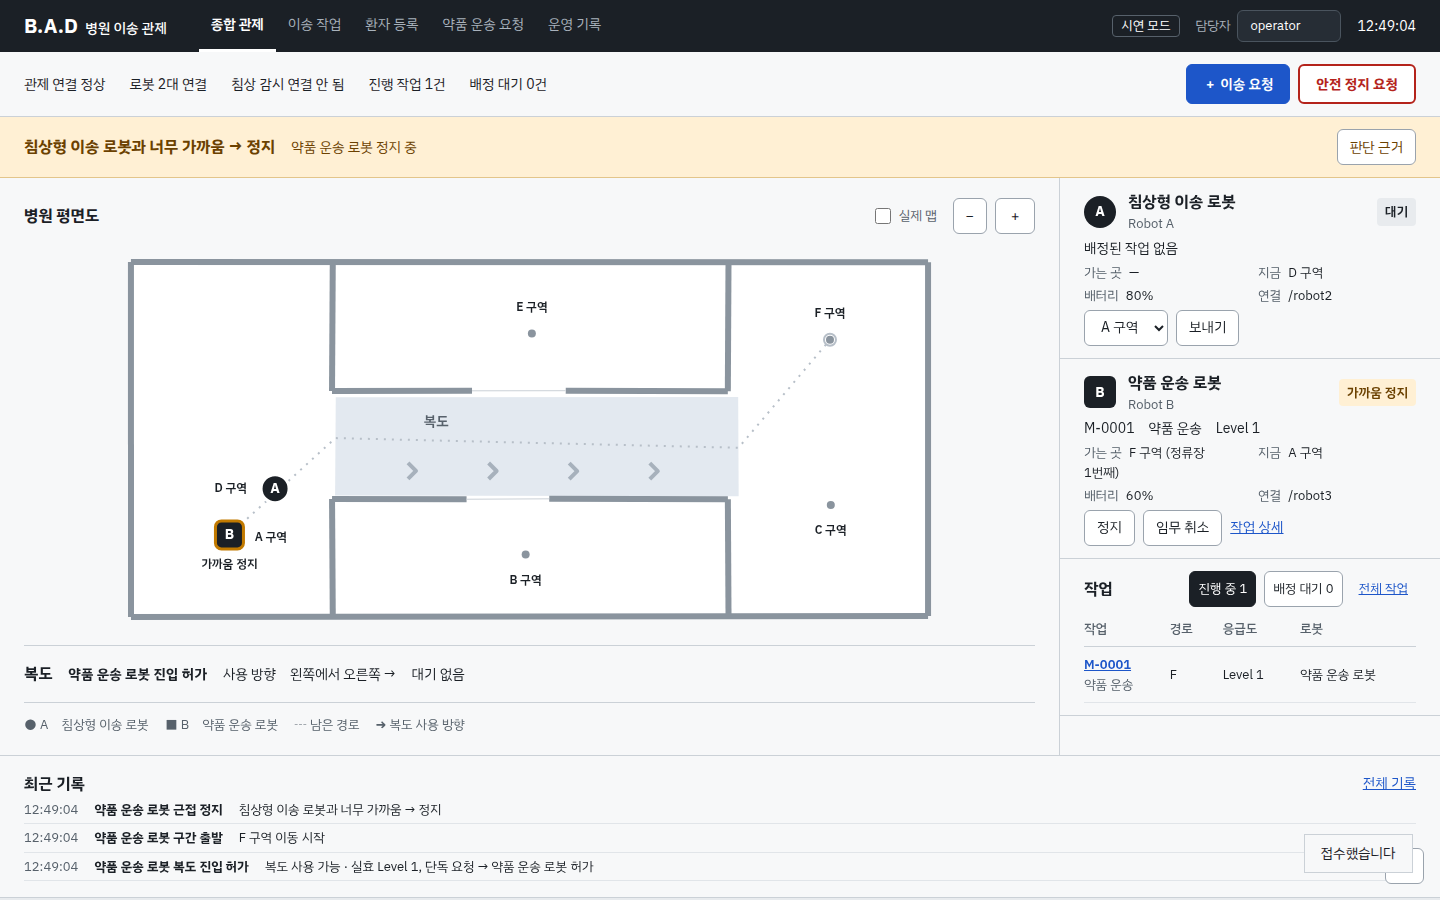 B.A.D 병원 이송 관제
종합 관제 이송 작업 환자 등록 약품 운송 요청 운영 기록
시연 모드 담당자 operator 12:49:04
관제 연결 정상 로봇 2대 연결 침상 감시 연결 안 됨 진행 작업 1건 배정 대기 0건
+ 이송 요청 안전 정지 요청
침상형 이송 로봇과 너무 가까움 → 정지 약품 운송 로봇 정지 중
판단 근거
병원 평면도
실제 맵 − +
E 구역
F 구역
복도
D 구역 A
B A 구역
가까움 정지
C 구역
B 구역
복도 약품 운송 로봇 진입 허가 사용 방향 왼쪽에서 오른쪽 → 대기 없음
● A 침상형 이송 로봇 ■ B 약품 운송 로봇 --- 남은 경로 → 복도 사용 방향
A 침상형 이송 로봇
Robot A
대기
배정된 작업 없음
가는 곳 — 지금 D 구역
배터리 80% 연결 /robot2
A 구역 보내기
B 약품 운송 로봇
Robot B
가까움 정지
M-0001 약품 운송 Level 1
가는 곳 F 구역 (정류장 1번째) 지금 A 구역
배터리 60% 연결 /robot3
정지 임무 취소 작업 상세
작업 진행 중 1 배정 대기 0 전체 작업
작업 경로 응급도 로봇
M-0001
약품 운송
F Level 1 약품 운송 로봇
최근 기록
전체 기록
12:49:04 약품 운송 로봇 근접 정지 침상형 이송 로봇과 너무 가까움 → 정지
12:49:04 약품 운송 로봇 구간 출발 F 구역 이동 시작
12:49:04 약품 운송 로봇 복도 진입 허가 복도 사용 가능 · 실효 Level 1, 단독 요청 → 약품 운송 로봇 허가
접수했습니다